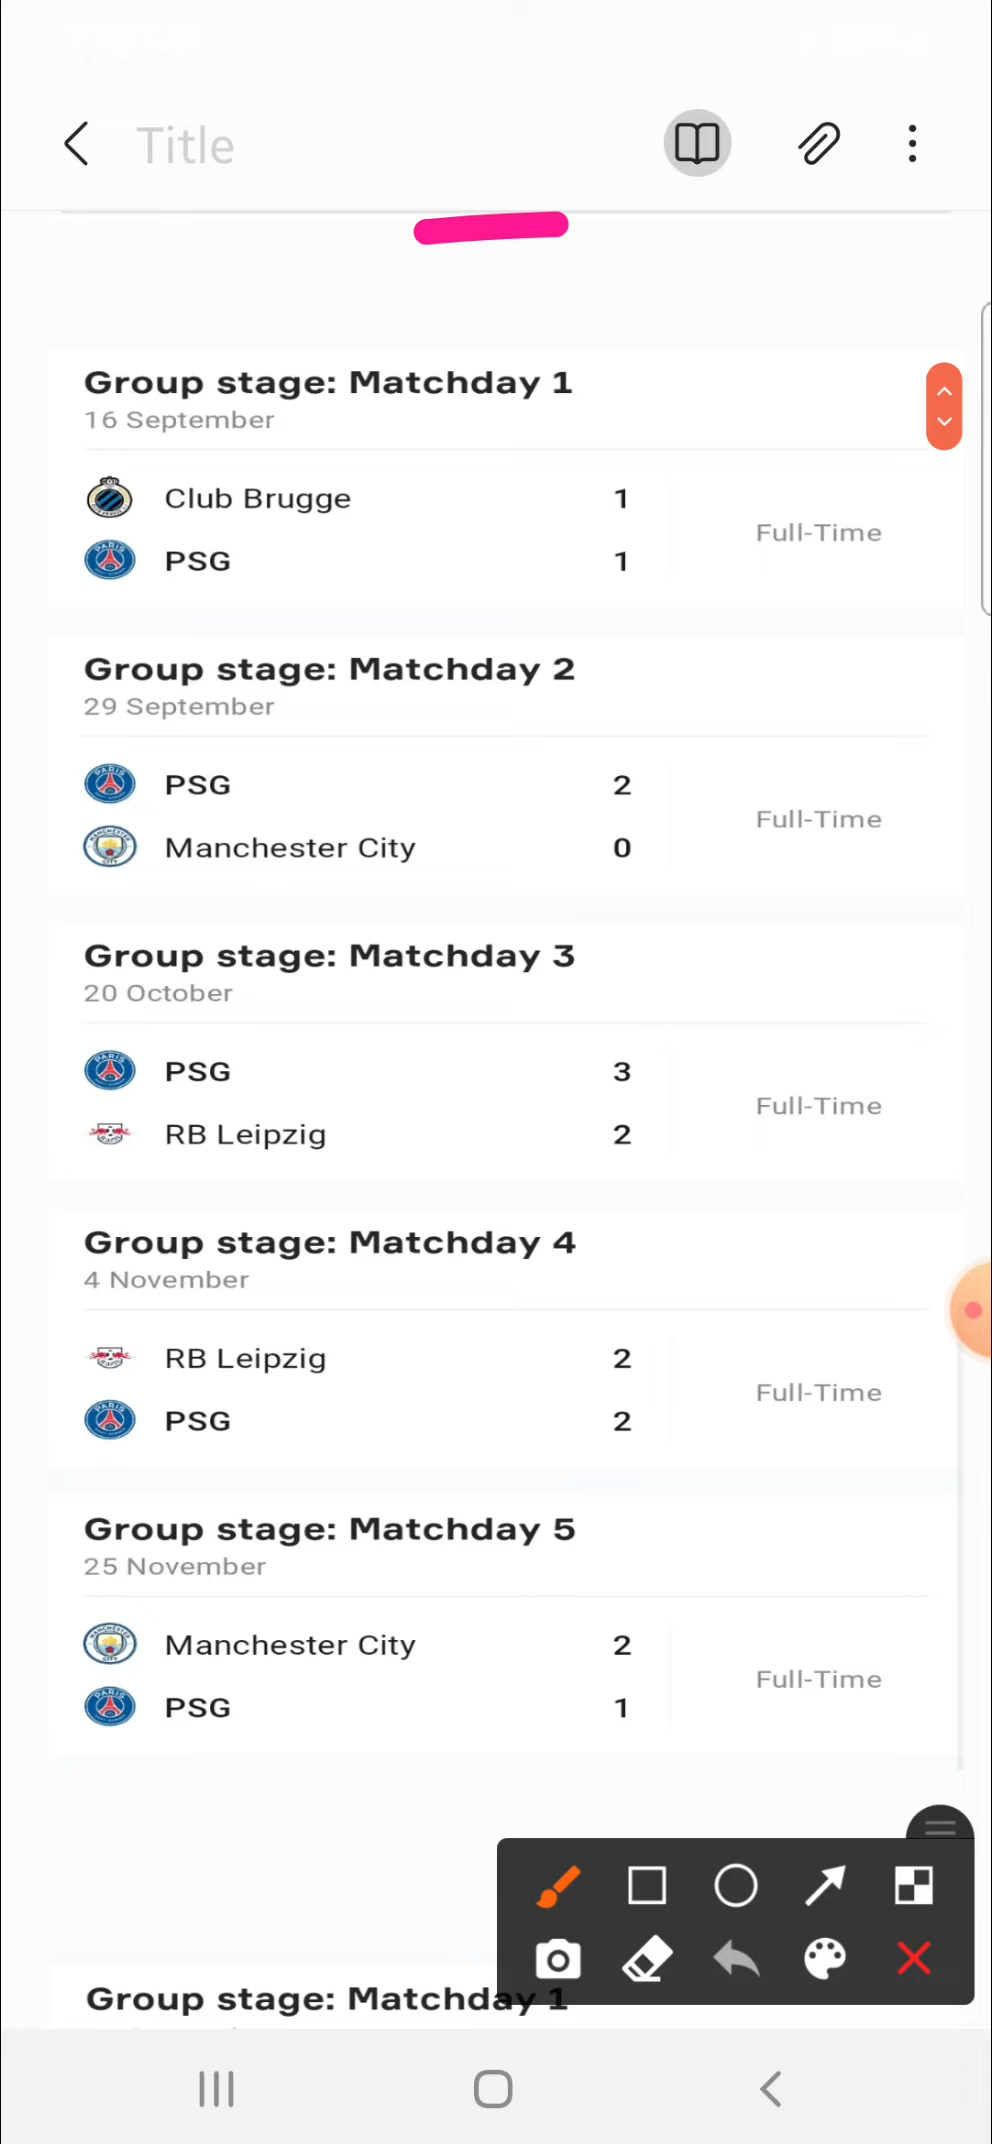 Title
Group stage: Matchday 1
16 September
Club Brugge 1
Full-Time
PSG 1
Group stage: Matchday 2
29 September
PSG 2
Full-Time
Manchester City 0
Group stage: Matchday 3
20 October
PSG 3
Full-Time
RB Leipzig 2
Group stage: Matchday 4
4 November
RB Leipzig 2
Full-Time
PSG 2
Group stage: Matchday 5
25 November
Manchester City 2
Full-Time
PSG 1
Group stage: Matchday 1